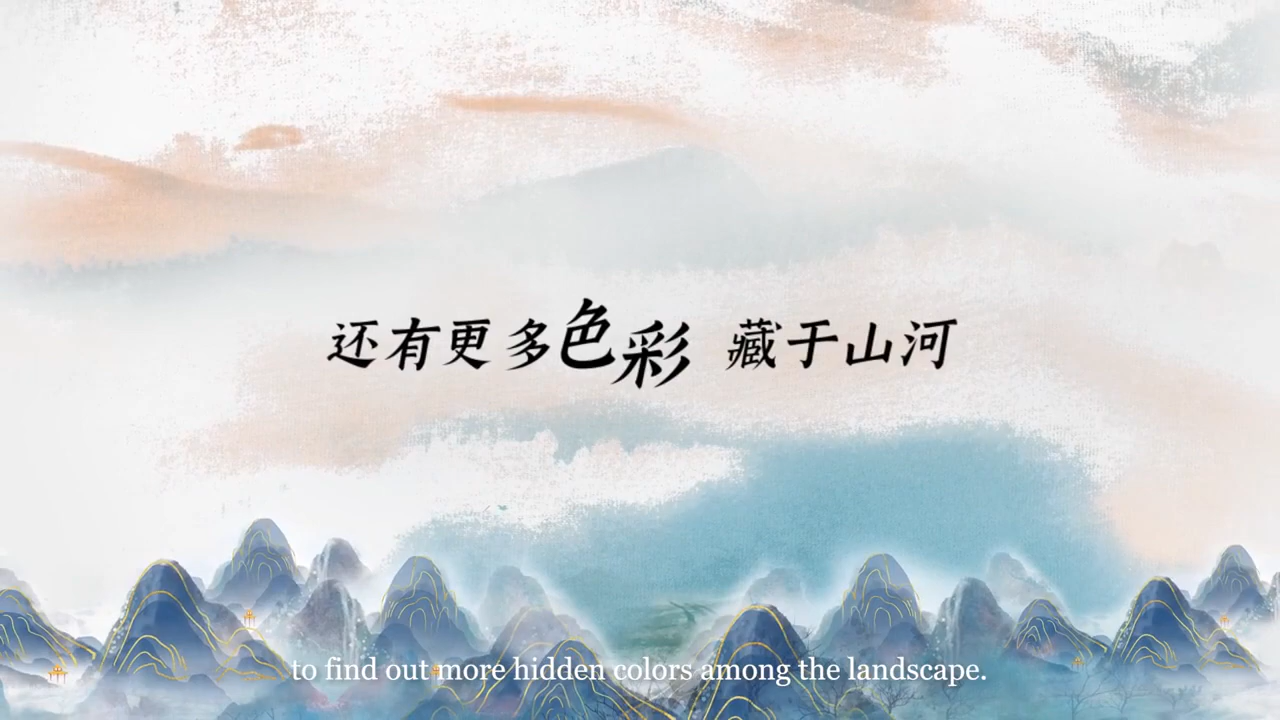 还有更多色彩 藏于山河
to find out more hidden colors among the landscape.